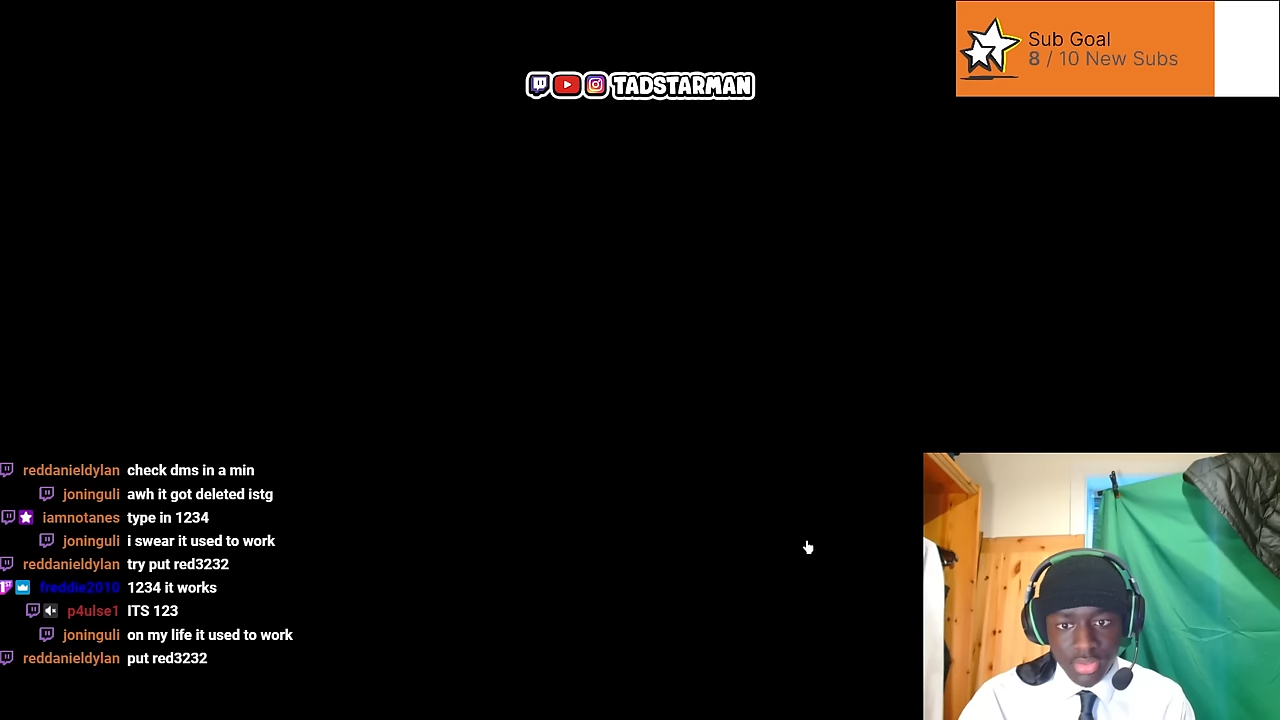 Sub Goal
8 / 10 New Subs
TADSTARMAN
reddanieldylan check dms in a min
joninguli awh it got deleted istg
iamnotanes type in 1234
joninguli i swear it used to work
reddanieldylan try put red3232
freddie2010 1234 it works
p4ulse1 ITS 123
joninguli on my life it used to work
reddanieldylan put red3232